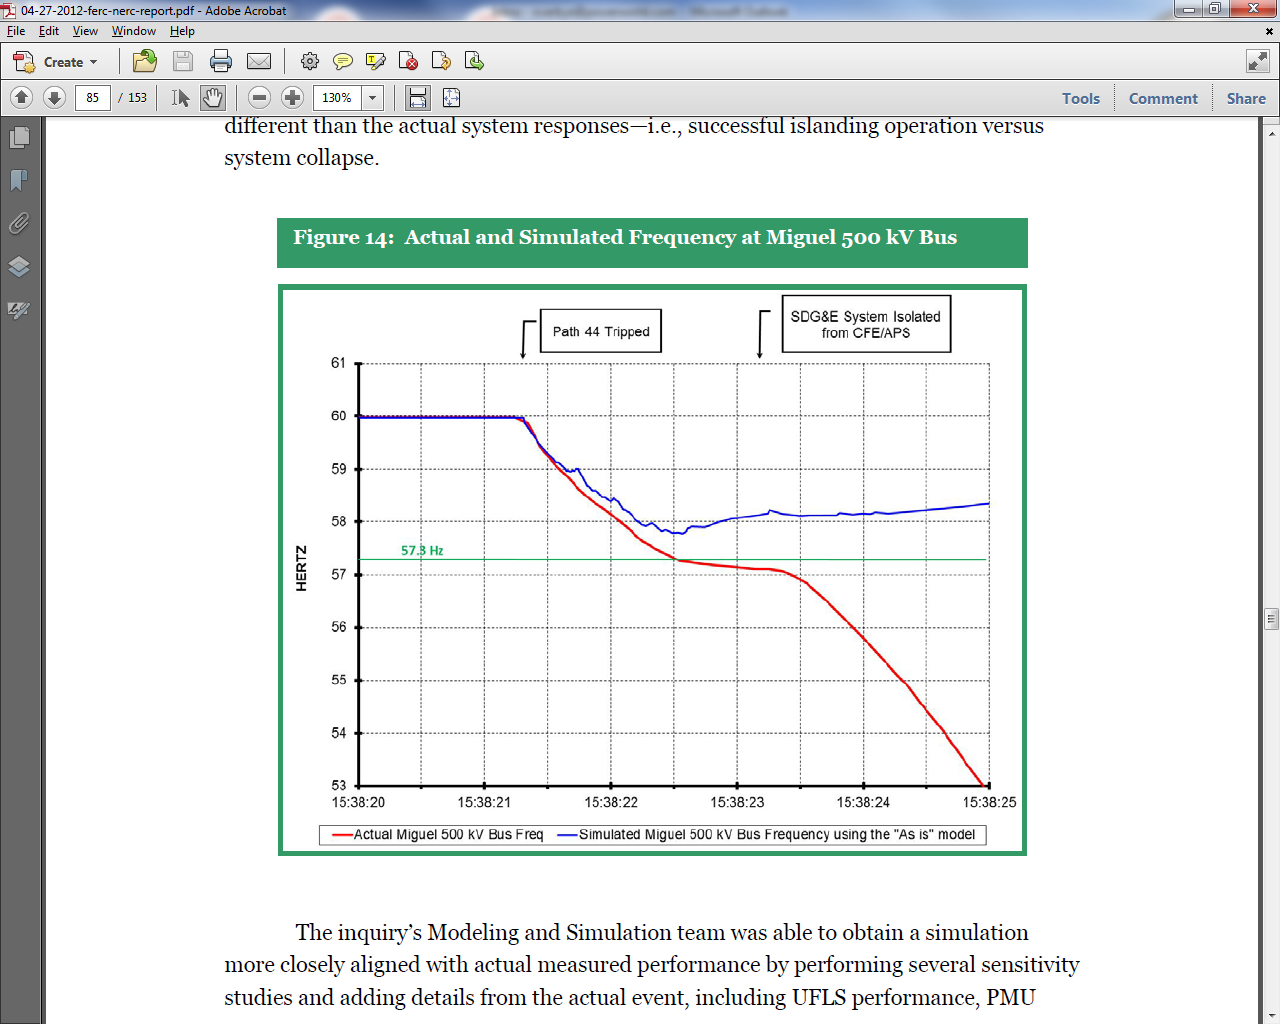 04-27-2012-ferc-nerc-report.pdf - Adobe Acrobat
File Edit View Window Help
Create
85 / 153 130% Tools Comment Share
different than the actual system responses—i.e., successful islanding operation versus
system collapse.
Figure 14: Actual and Simulated Frequency at Miguel 500 kV Bus
Path 44 Tripped
SDG&E System Isolated
from CFE/APS
61
60
59
58
57.3 Hz
57
56
55
54
53
HERTZ
15:38:20 15:38:21 15:38:22 15:38:23 15:38:24 15:38:25
Actual Miguel 500 kV Bus Freq Simulated Miguel 500 kV Bus Frequency using the "As is" model
The inquiry’s Modeling and Simulation team was able to obtain a simulation
more closely aligned with actual measured performance by performing several sensitivity
studies and adding details from the actual event, including UFLS performance, PMU